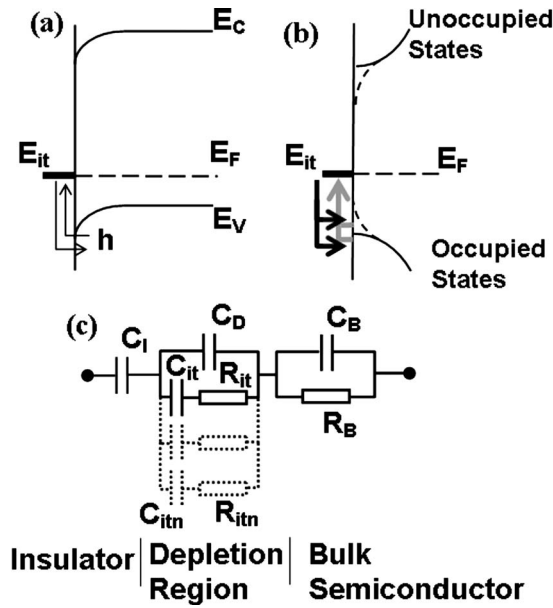 (a)
E_C
E_it
E_F
h
E_V
(b)
Unoccupied
States
E_it
E_F
Occupied
States
(c)
C_I
C_D
C_it
R_it
C_itn
R_itn
C_B
R_B
Insulator
Depletion
Region
Bulk
Semiconductor